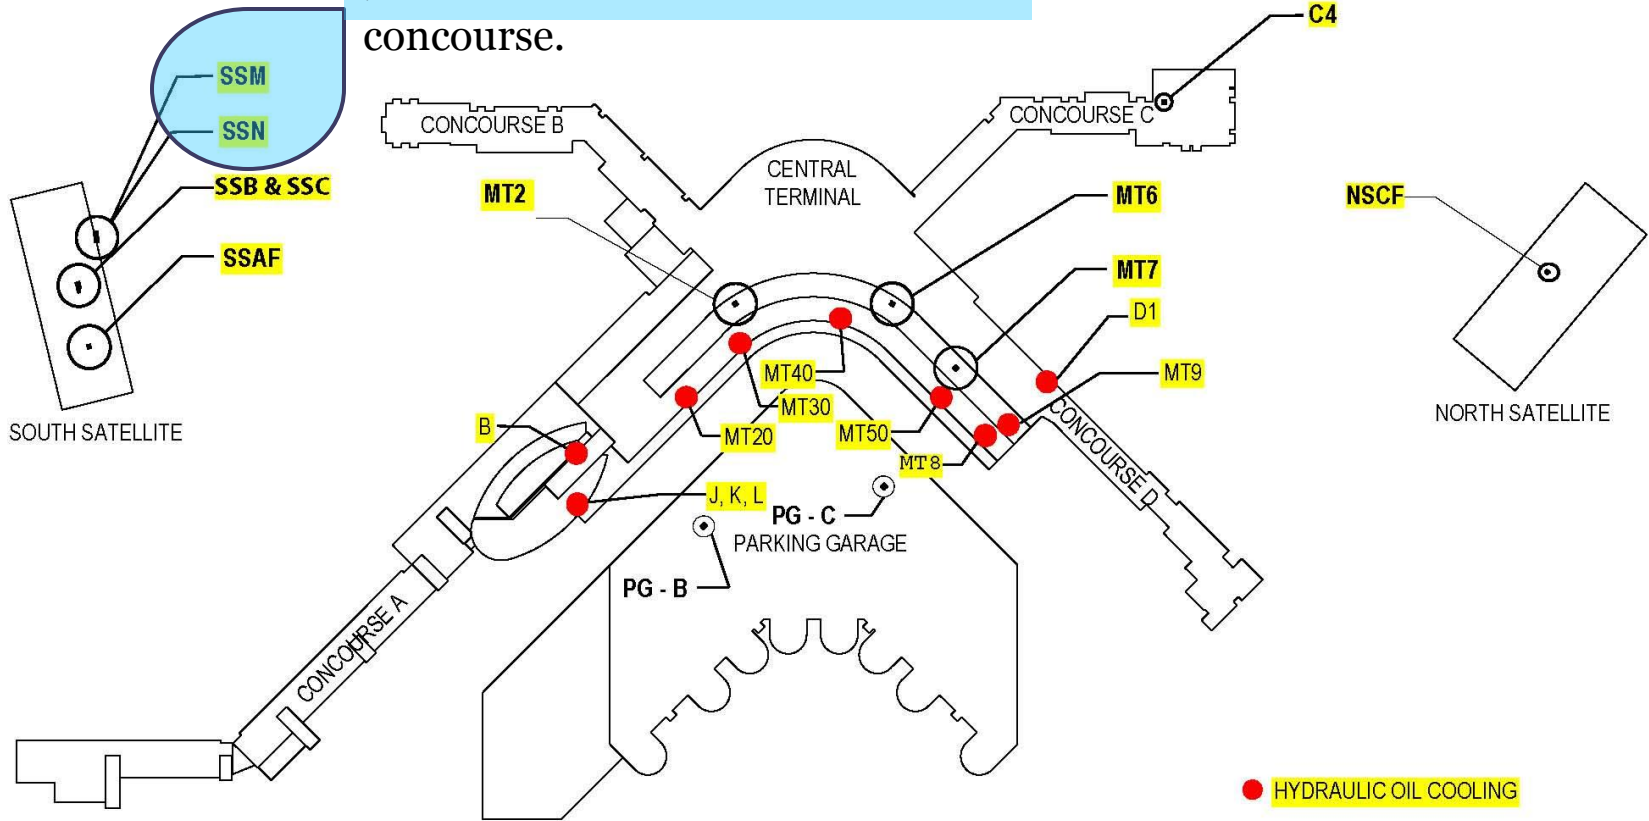 concourse.
C4
SSM
SSN
SSB & SSC
SSAF
CONCOURSE B
CONCOURSE C
CENTRAL
TERMINAL
MT2
MT6
NSCF
MT7
D1
MT40
MT9
MT30
MT20
MT50
MT8
B
J, K, L
SOUTH SATELLITE
NORTH SATELLITE
CONCOURSE D
PG - C
PARKING GARAGE
PG - B
CONCOURSE A
HYDRAULIC OIL COOLING